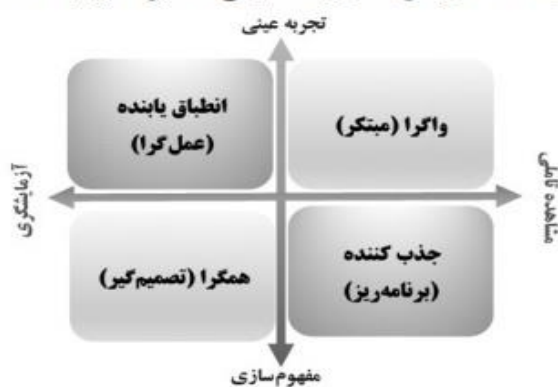 تجربه عینی
واگرا (مبتکر)
انطباق یابنده
(عمل‌گرا)
مشاهده تاملی
آزمایشگری
جذب کننده
(برنامه‌ریز)
همگرا (تصمیم‌گیر)
مفهوم‌سازی